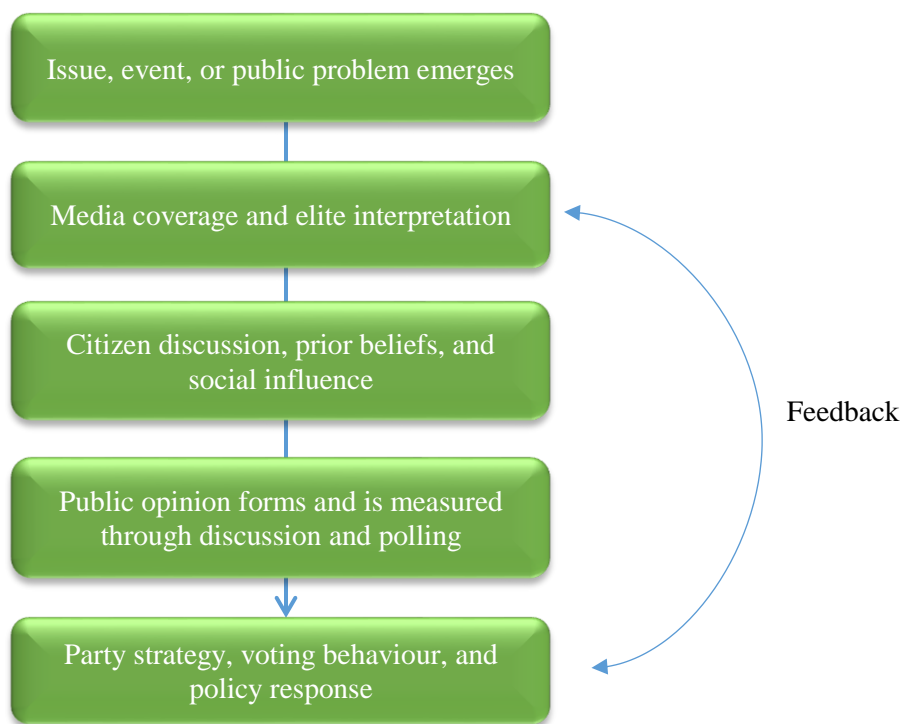 Issue, event, or public problem emerges
Media coverage and elite interpretation
Citizen discussion, prior beliefs, and
social influence
Feedback
Public opinion forms and is measured
through discussion and polling
Party strategy, voting behaviour, and
policy response